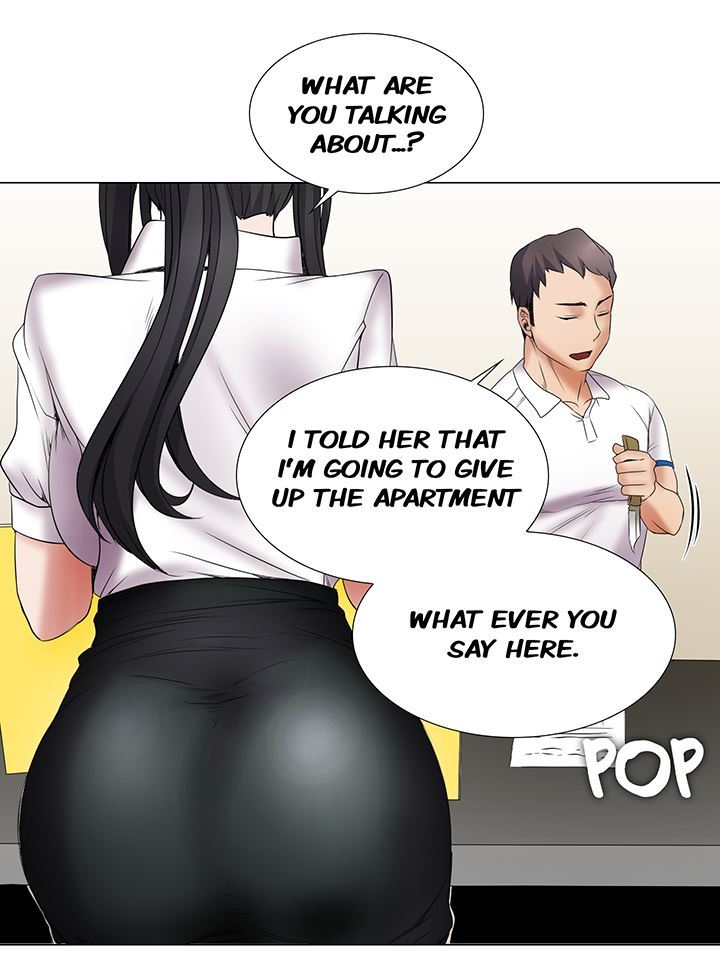 WHAT ARE
YOU TALKING
ABOUT...?
I TOLD HER THAT
I'M GOING TO GIVE
UP THE APARTMENT
WHAT EVER YOU
SAY HERE.
POP